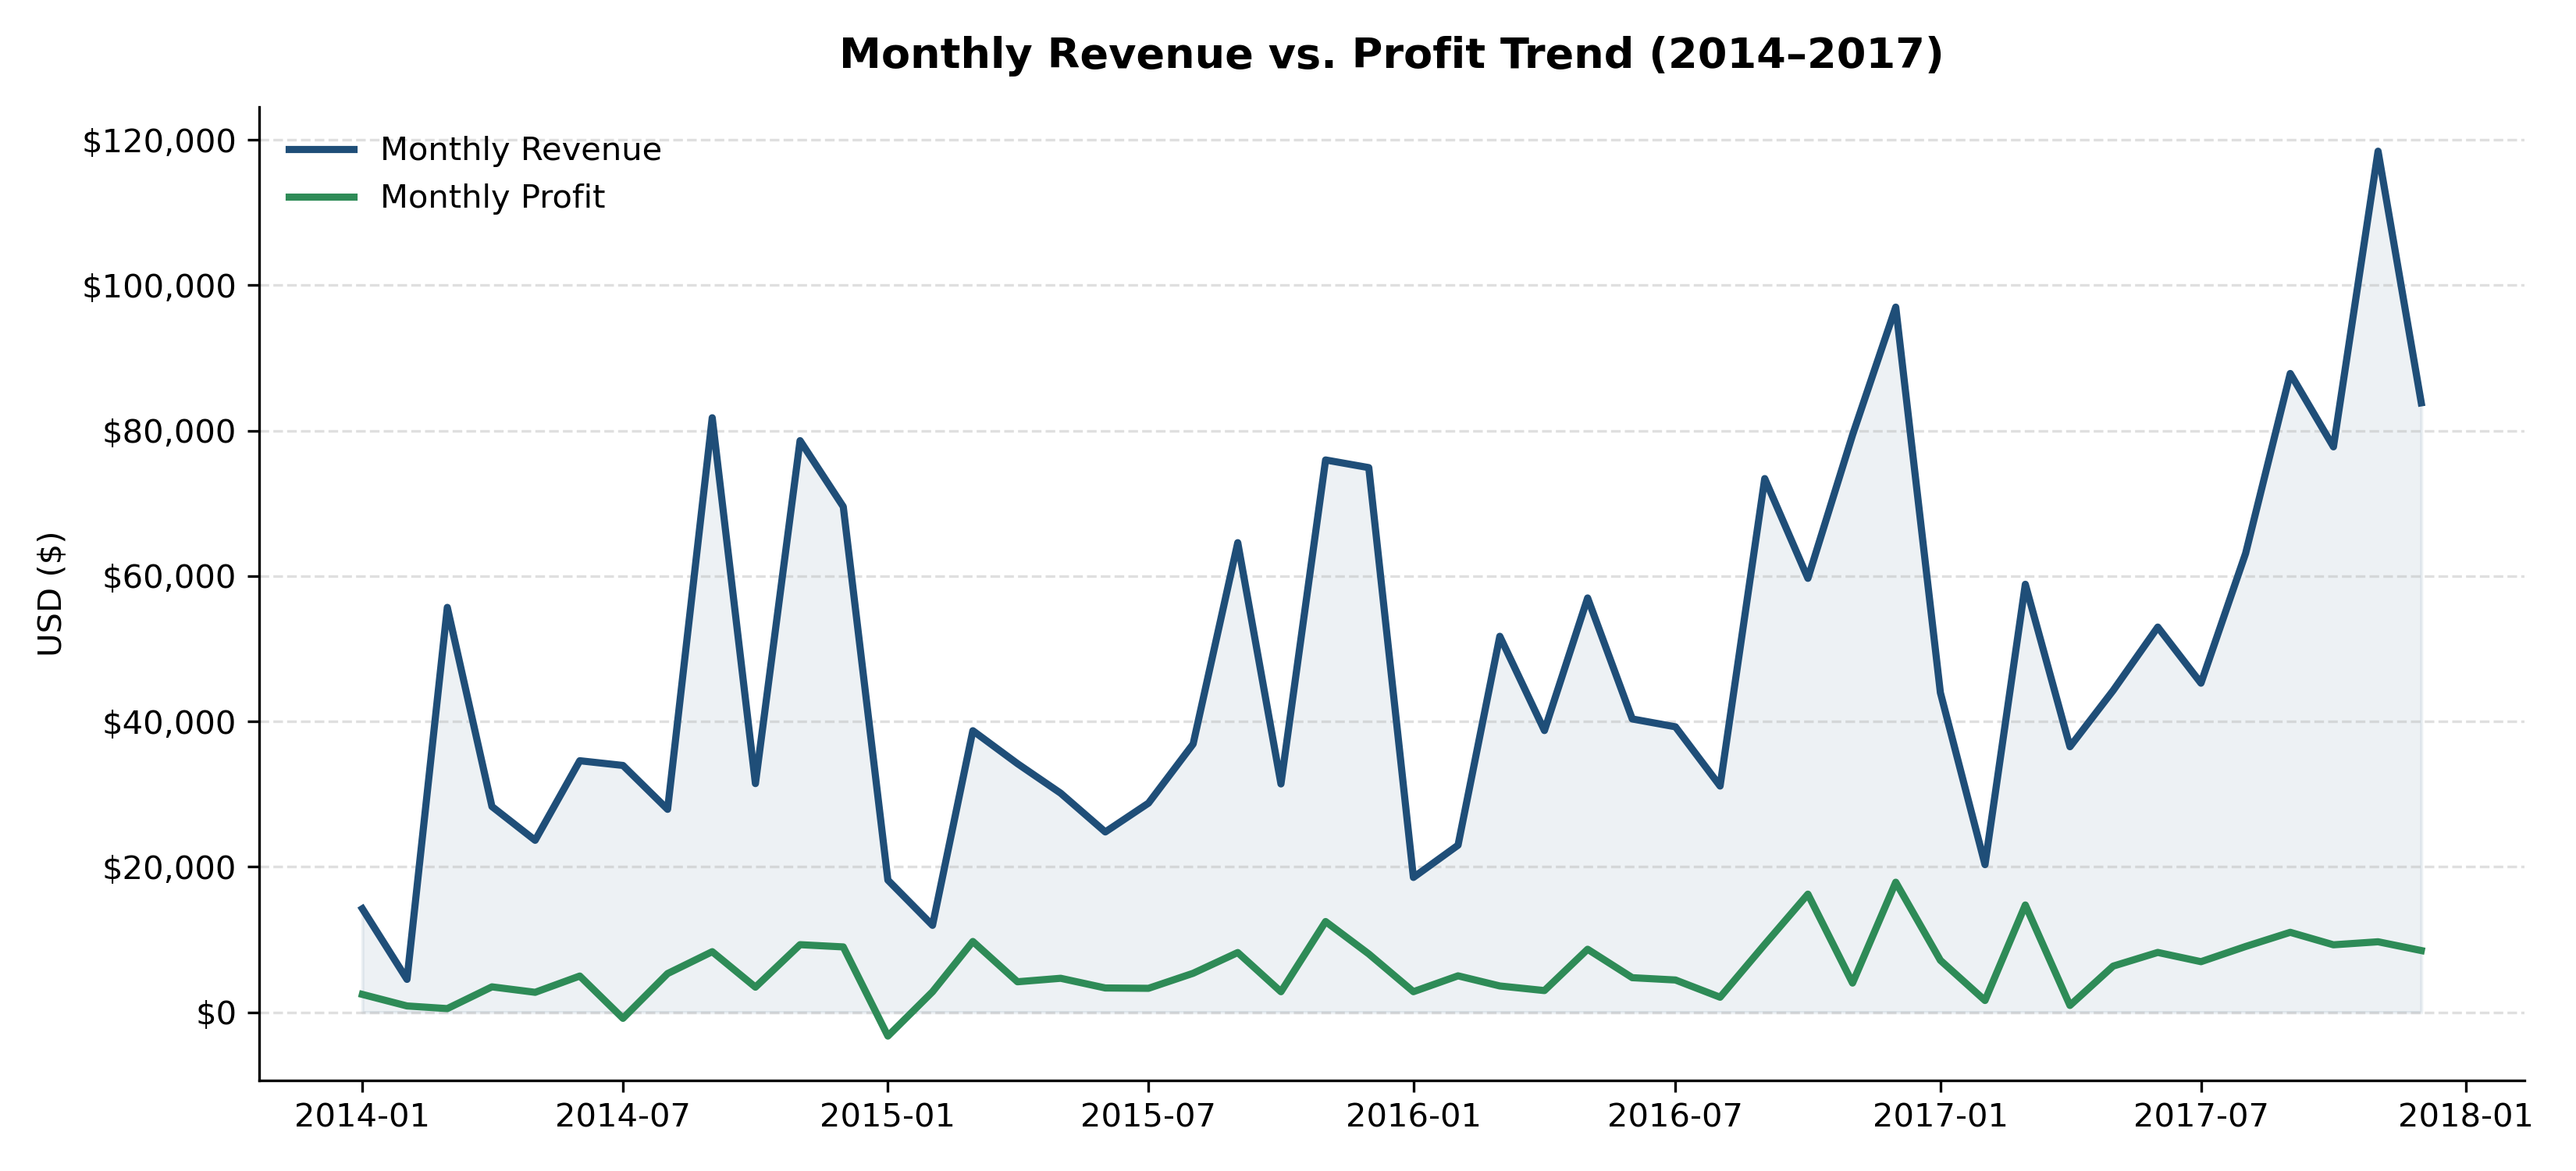 Monthly Revenue vs. Profit Trend (2014–2017)
Monthly Revenue
Monthly Profit
USD ($)
$120,000
$100,000
$80,000
$60,000
$40,000
$20,000
$0
2014-01 2014-07 2015-01 2015-07 2016-01 2016-07 2017-01 2017-07 2018-01